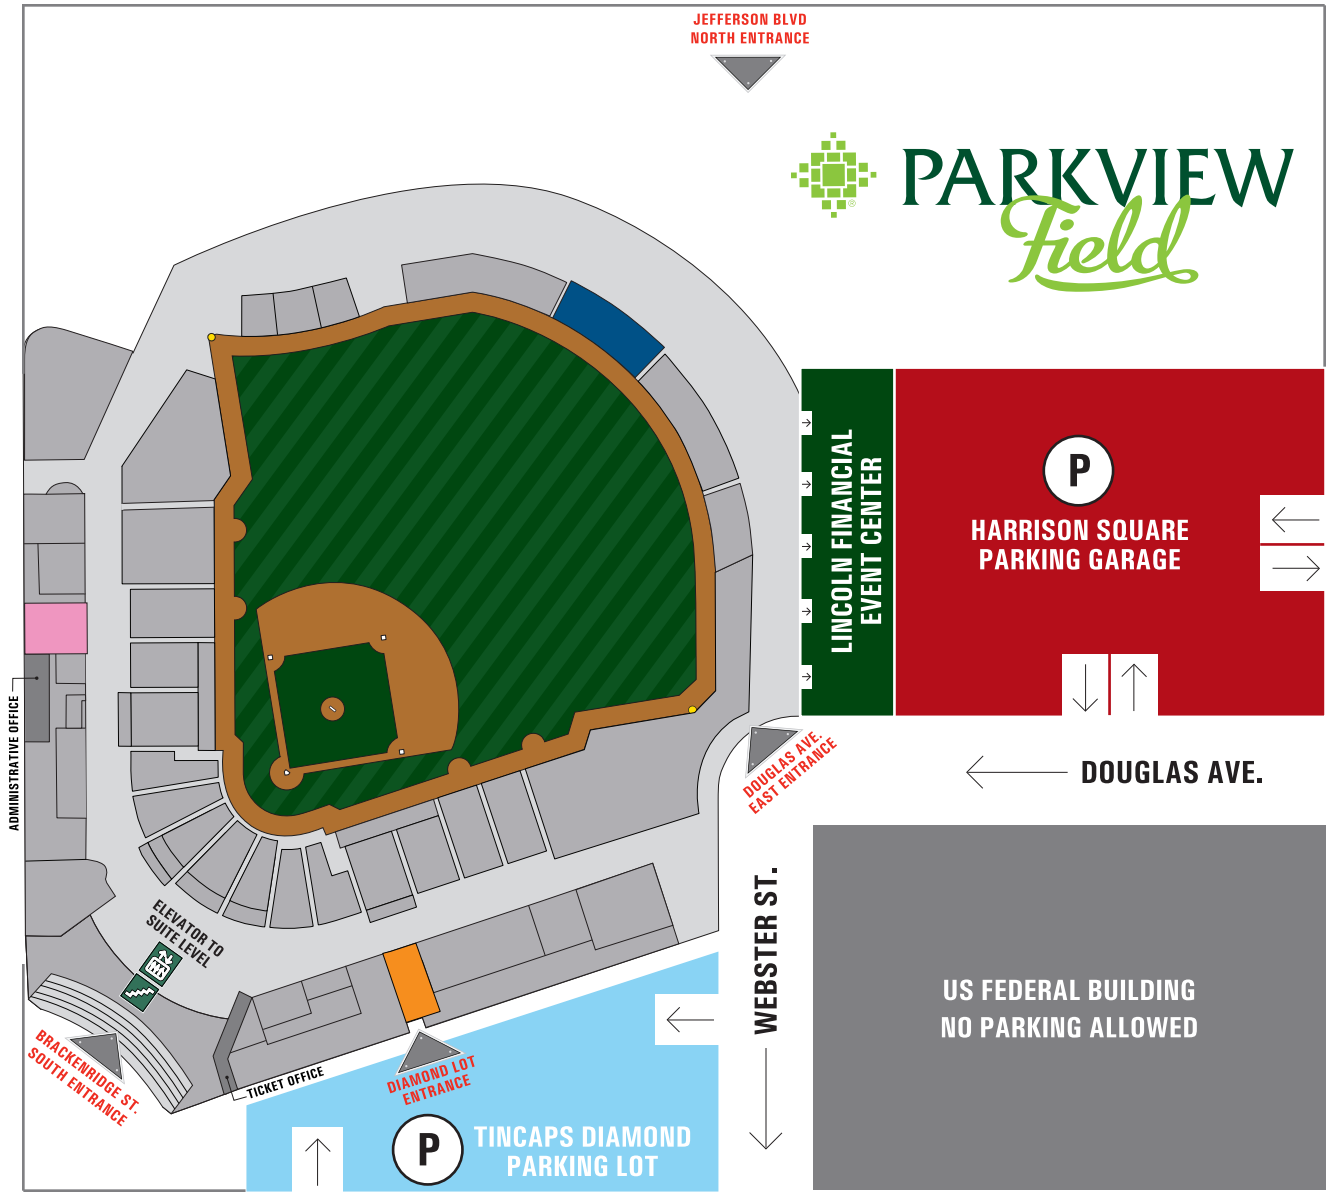 JEFFERSON BLVD
NORTH ENTRANCE
PARKVIEW
Field
®
LINCOLN FINANCIAL
EVENT CENTER
P
HARRISON SQUARE
PARKING GARAGE
ADMINISTRATIVE OFFICE
DOUGLAS AVE.
EAST ENTRANCE
DOUGLAS AVE.
WEBSTER ST.
ELEVATOR TO
SUITE LEVEL
US FEDERAL BUILDING
NO PARKING ALLOWED
BRACKENRIDGE ST.
SOUTH ENTRANCE
TICKET OFFICE
DIAMOND LOT
ENTRANCE
P
TINCAPS DIAMOND
PARKING LOT